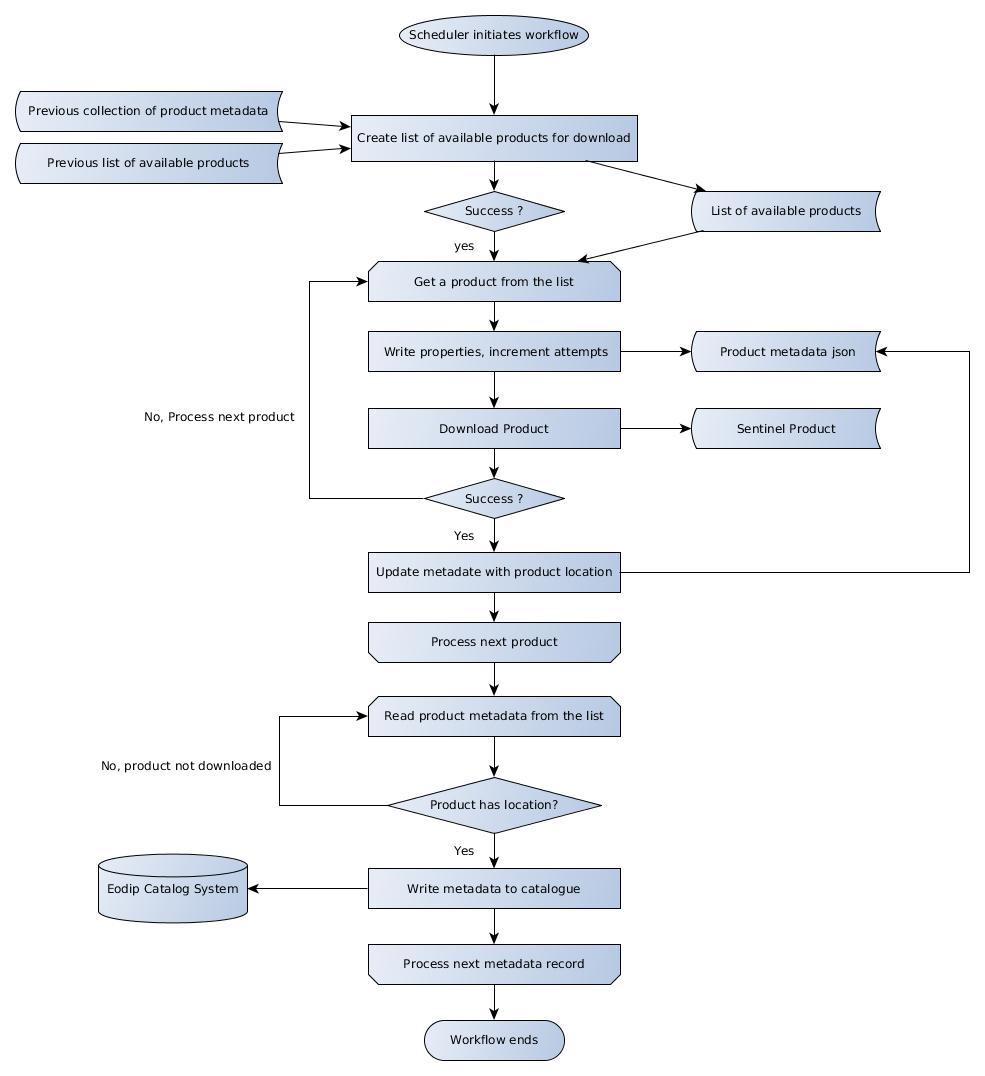 Scheduler initiates workflow
Previous collection of product metadata
Create list of available products for download
Previous list of available products
Success ?
List of available products
yes
Get a product from the list
Write properties, increment attempts
Product metadata json
No, Process next product
Download Product
Sentinel Product
Success ?
Yes
Update metadate with product location
Process next product
Read product metadata from the list
No, product not downloaded
Product has location?
Yes
Eodip Catalog System
Write metadata to catalogue
Process next metadata record
Workflow ends